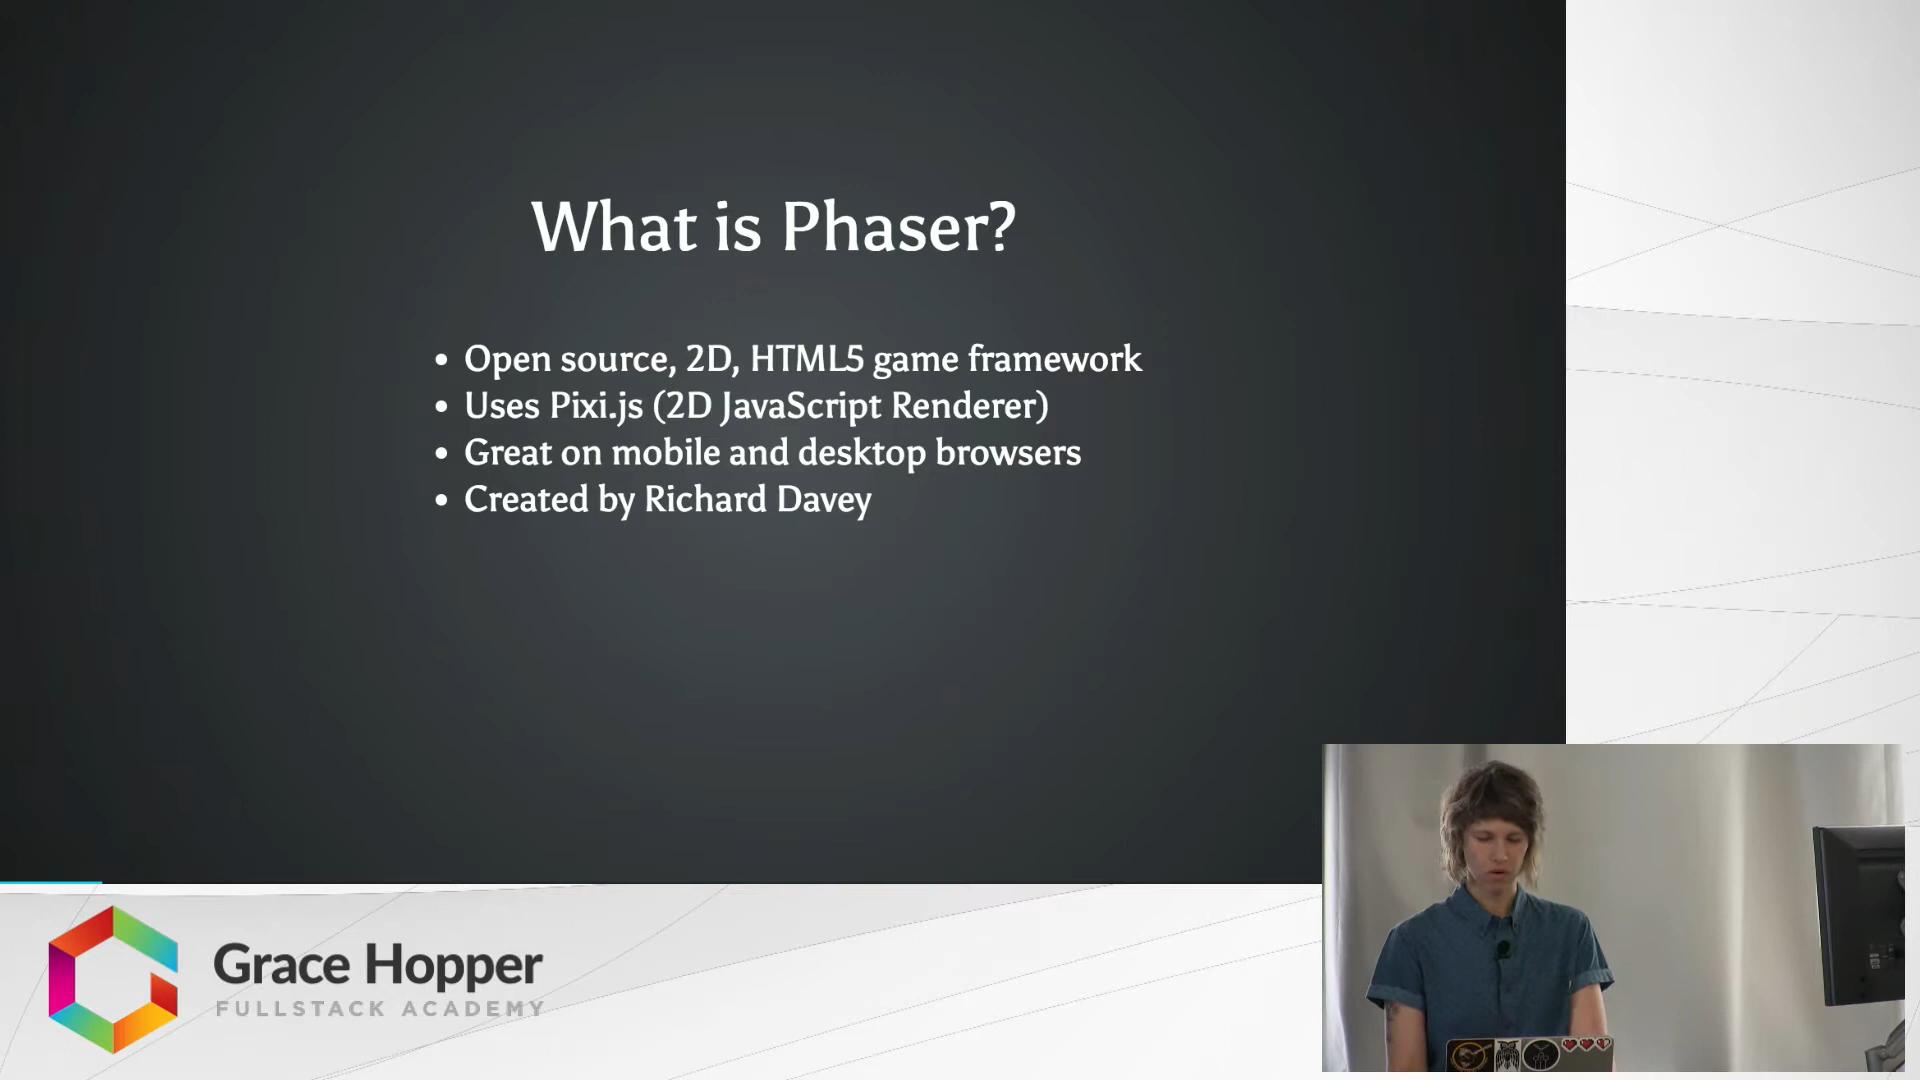 What is Phaser?
• Open source, 2D, HTML5 game framework
• Uses Pixi.js (2D JavaScript Renderer)
• Great on mobile and desktop browsers
• Created by Richard Davey
Grace Hopper
FULLSTACK ACADEMY